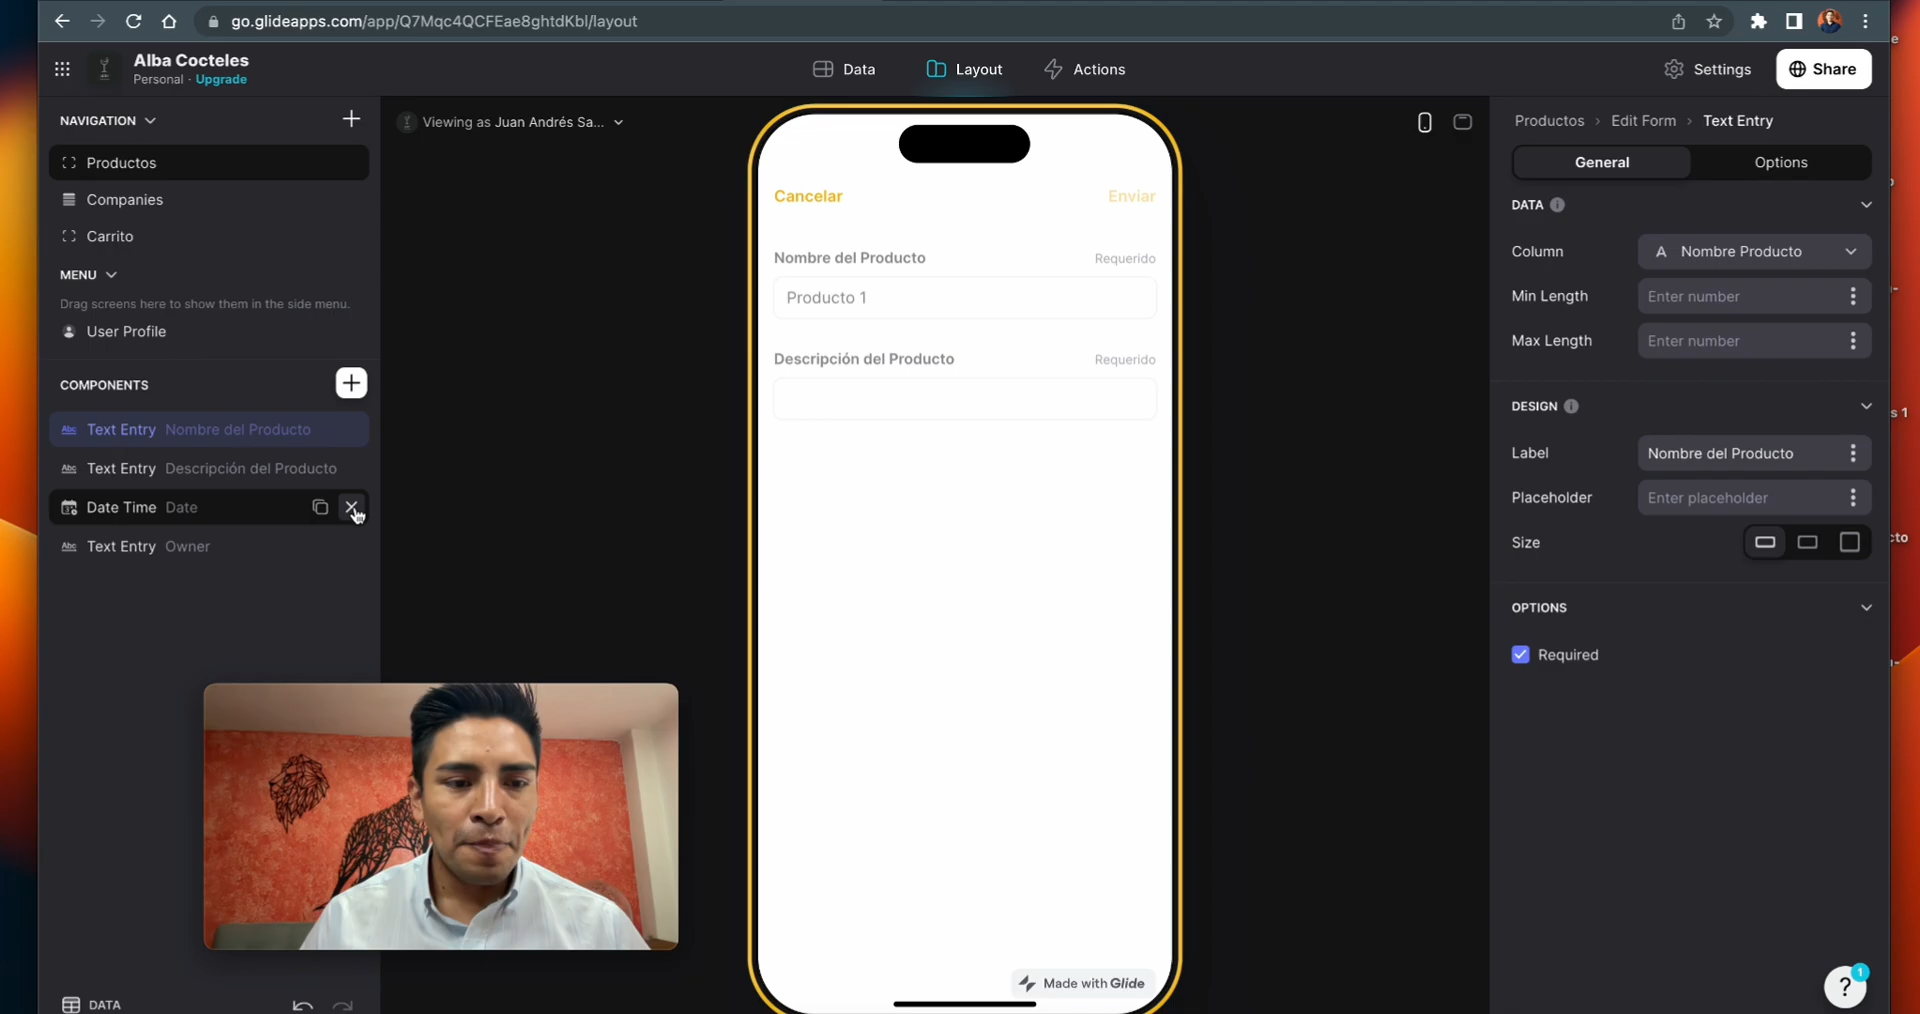 go.glideapps.com/app/Q7Mqc4QCFEae8ghtdKbl/layout
Alba Cocteles
Personal · Upgrade
Data
Layout
Actions
Settings
Share
NAVIGATION
Productos
Companies
Carrito
MENU
Drag screens here to show them in the side menu.
User Profile
COMPONENTS
Text Entry Nombre del Producto
Text Entry Descripción del Producto
Date Time Date
Text Entry Owner
DATA
Viewing as Juan Andrés Sa...
Cancelar
Enviar
Nombre del Producto
Requerido
Producto 1
Descripción del Producto
Requerido
Made with Glide
Productos > Edit Form > Text Entry
General
Options
DATA
Column
A Nombre Producto
Min Length
Enter number
Max Length
Enter number
DESIGN
Label
Nombre del Producto
Placeholder
Enter placeholder
Size
OPTIONS
Required
?
1